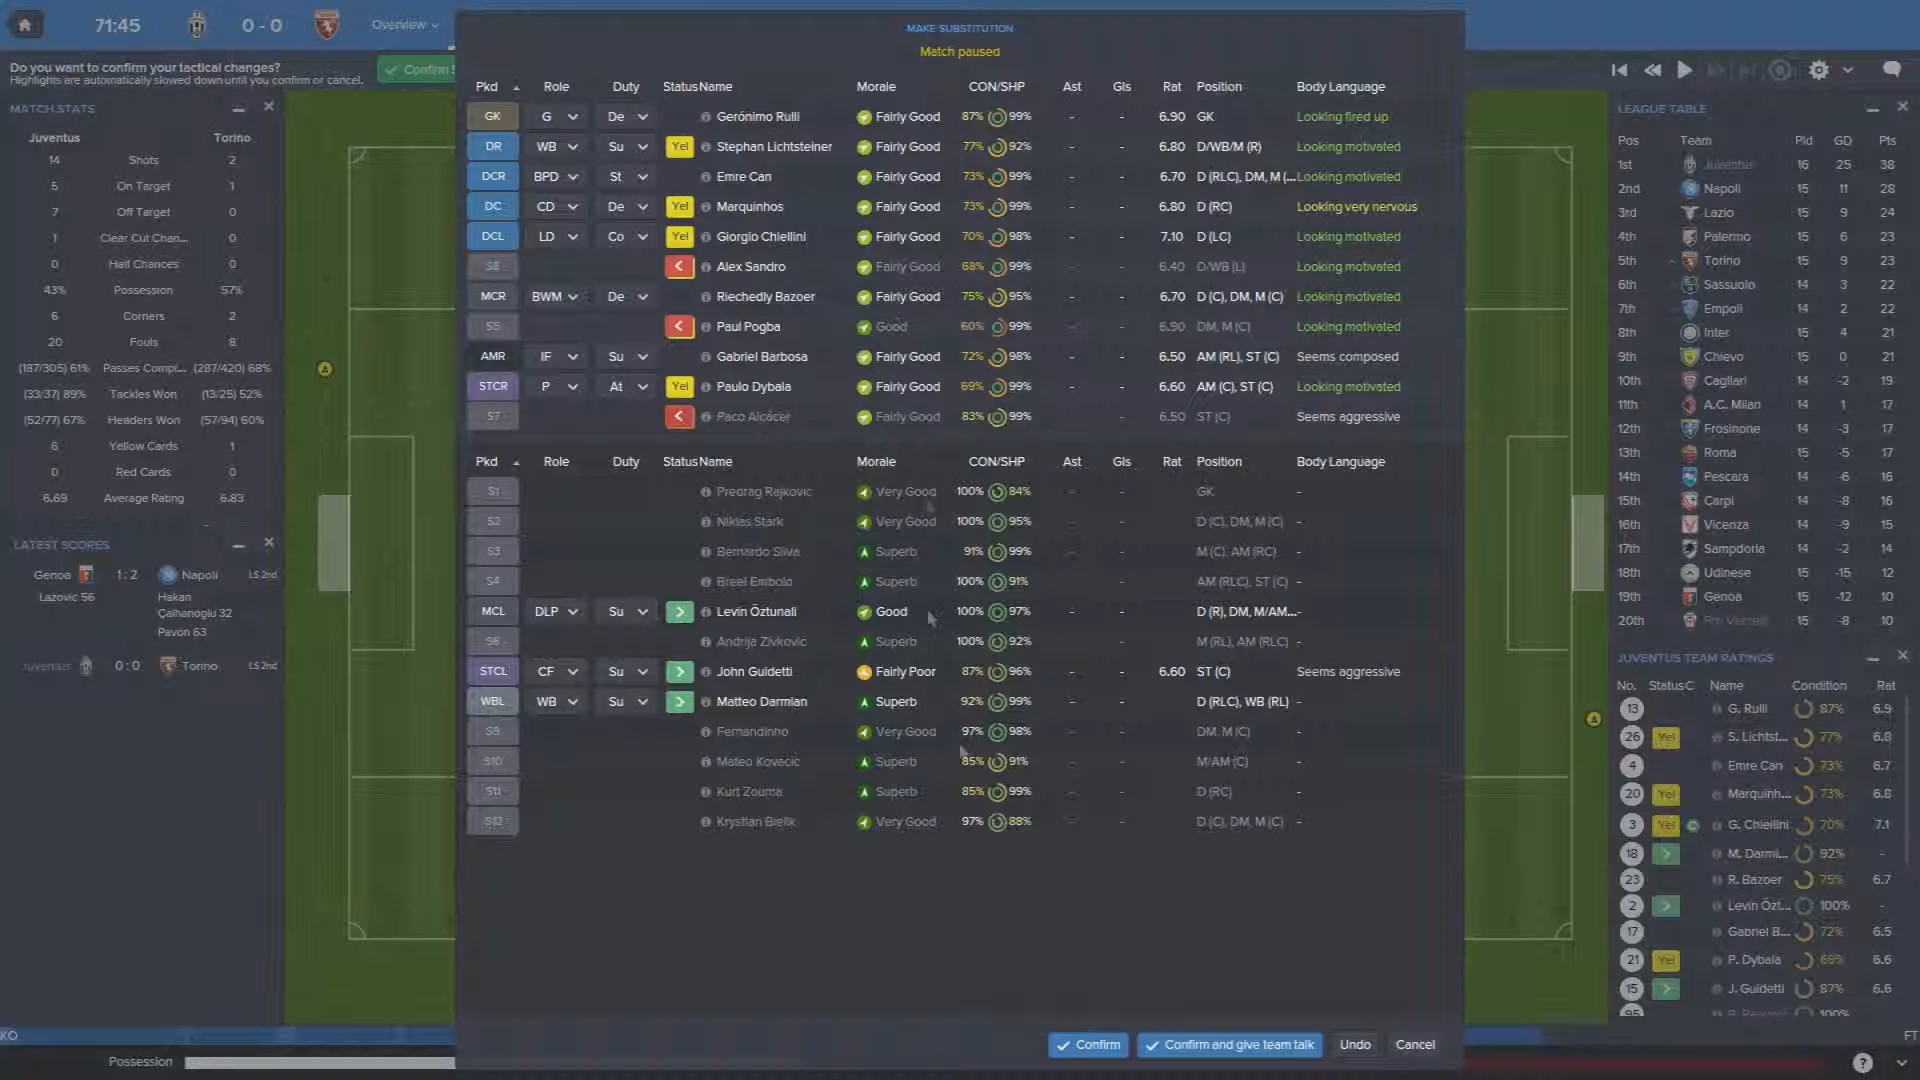 71:45 0 - 0 Overview
Do you want to confirm your tactical changes?
Highlights are automatically slowed down until you confirm or cancel.
Confirm
MATCH STATS
Juventus Torino
14 Shots 2
5 On Target 1
7 Off Target 0
1 Clear Cut Chan... 0
0 Half Chances 0
43% Possession 57%
6 Corners 2
20 Fouls 8
(187/305) 61% Passes Compl... (287/420) 68%
(33/37) 89% Tackles Won (13/25) 52%
(52/77) 67% Headers Won (57/94) 60%
6 Yellow Cards 1
0 Red Cards 0
6.69 Average Rating 6.83
LATEST SCORES
Genoa 1 : 2 Napoli LS 2nd
Lazovic 56 Hakan
Çalhanoglu 32
Pavon 63
Juventus 0 : 0 Torino LS 2nd
KO
Possession
MAKE SUBSTITUTION
Match paused
Pkd Role Duty Status Name Morale CON/SHP Ast Gls Rat Position Body Language
GK G De Gerónimo Rulli Fairly Good 87% 99% - - 6.90 GK Looking fired up
DR WB Su Yel Stephan Lichtsteiner Fairly Good 77% 92% - - 6.80 D/WB/M (R) Looking motivated
DCR BPD St Emre Can Fairly Good 73% 99% - - 6.70 D (RLC), DM, M (... Looking motivated
DC CD De Yel Marquinhos Fairly Good 73% 99% - - 6.80 D (RC) Looking very nervous
DCL LD Co Yel Giorgio Chiellini Fairly Good 70% 98% - - 7.10 D (LC) Looking motivated
S8 Alex Sandro Fairly Good 68% 99% - - 6.40 D/WB (L) Looking motivated
MCR BWM De Riechedly Bazoer Fairly Good 75% 95% - - 6.70 D (C), DM, M (C) Looking motivated
S5 Paul Pogba Good 60% 99% - - 6.90 DM, M (C) Looking motivated
AMR IF Su Gabriel Barbosa Fairly Good 72% 98% - - 6.50 AM (RL), ST (C) Seems composed
STCR P At Yel Paulo Dybala Fairly Good 69% 99% - - 6.60 AM (C), ST (C) Looking motivated
S7 Paco Alcácer Fairly Good 83% 99% - - 6.50 ST (C) Seems aggressive
Pkd Role Duty Status Name Morale CON/SHP Ast Gls Rat Position Body Language
S1 Predrag Rajkovic Very Good 100% 84% - - GK -
S2 Niklas Stark Very Good 100% 95% - - D (C), DM, M (C) -
S3 Bernardo Silva Superb 91% 99% - - M (C), AM (RC) -
S4 Breel Embolo Superb 100% 91% - - AM (RLC), ST (C) -
MCL DLP Su Levin Öztunali Good 100% 97% - - D (R), DM, M/AM... -
S6 Andrija Zivkovic Superb 100% 92% - - M (RL), AM (RLC) -
STCL CF Su John Guidetti Fairly Poor 87% 96% - - 6.60 ST (C) Seems aggressive
WBL WB Su Matteo Darmian Superb 92% 99% - - D (RLC), WB (RL) -
S9 Fernandinho Very Good 97% 98% - - DM, M (C) -
S10 Mateo Kovacic Superb 85% 91% - - M/AM (C) -
S11 Kurt Zouma Superb 85% 99% - - D (RC) -
S12 Krystian Bielik Very Good 97% 88% - - D (C), DM, M (C) -
Confirm Confirm and give team talk Undo Cancel
LEAGUE TABLE
Pos Team Pld GD Pts
1st Juventus 16 25 38
2nd Napoli 15 11 28
3rd Lazio 15 9 24
4th Palermo 15 6 23
5th Torino 15 9 23
6th Sassuolo 14 3 22
7th Empoli 14 2 22
8th Inter 15 4 21
9th Chievo 15 0 21
10th Cagliari 14 -2 19
11th A.C. Milan 14 1 17
12th Frosinone 14 -3 17
13th Roma 15 -5 17
14th Pescara 14 -6 16
15th Carpi 14 -8 16
16th Vicenza 14 -9 15
17th Sampdoria 14 -2 14
18th Udinese 15 -15 12
19th Genoa 15 -12 10
20th 15 -8 10
JUVENTUS TEAM RATINGS
No. Status C Name Condition Rat
13 G. Rulli 87% 6.9
26 Yel S. Lichtst... 77% 6.8
4 Emre Can 73% 6.7
20 Yel Marquinh... 73% 6.8
3 Yel C G. Chiellini 70% 7.1
18 M. Darmi... 92% -
23 R. Bazoer 75% 6.7
2 Levin Özt... 100% -
17 Gabriel B... 72% 6.5
21 Yel P. Dybala 69% 6.6
15 J. Guidetti 87% 6.6
100%
FT
?